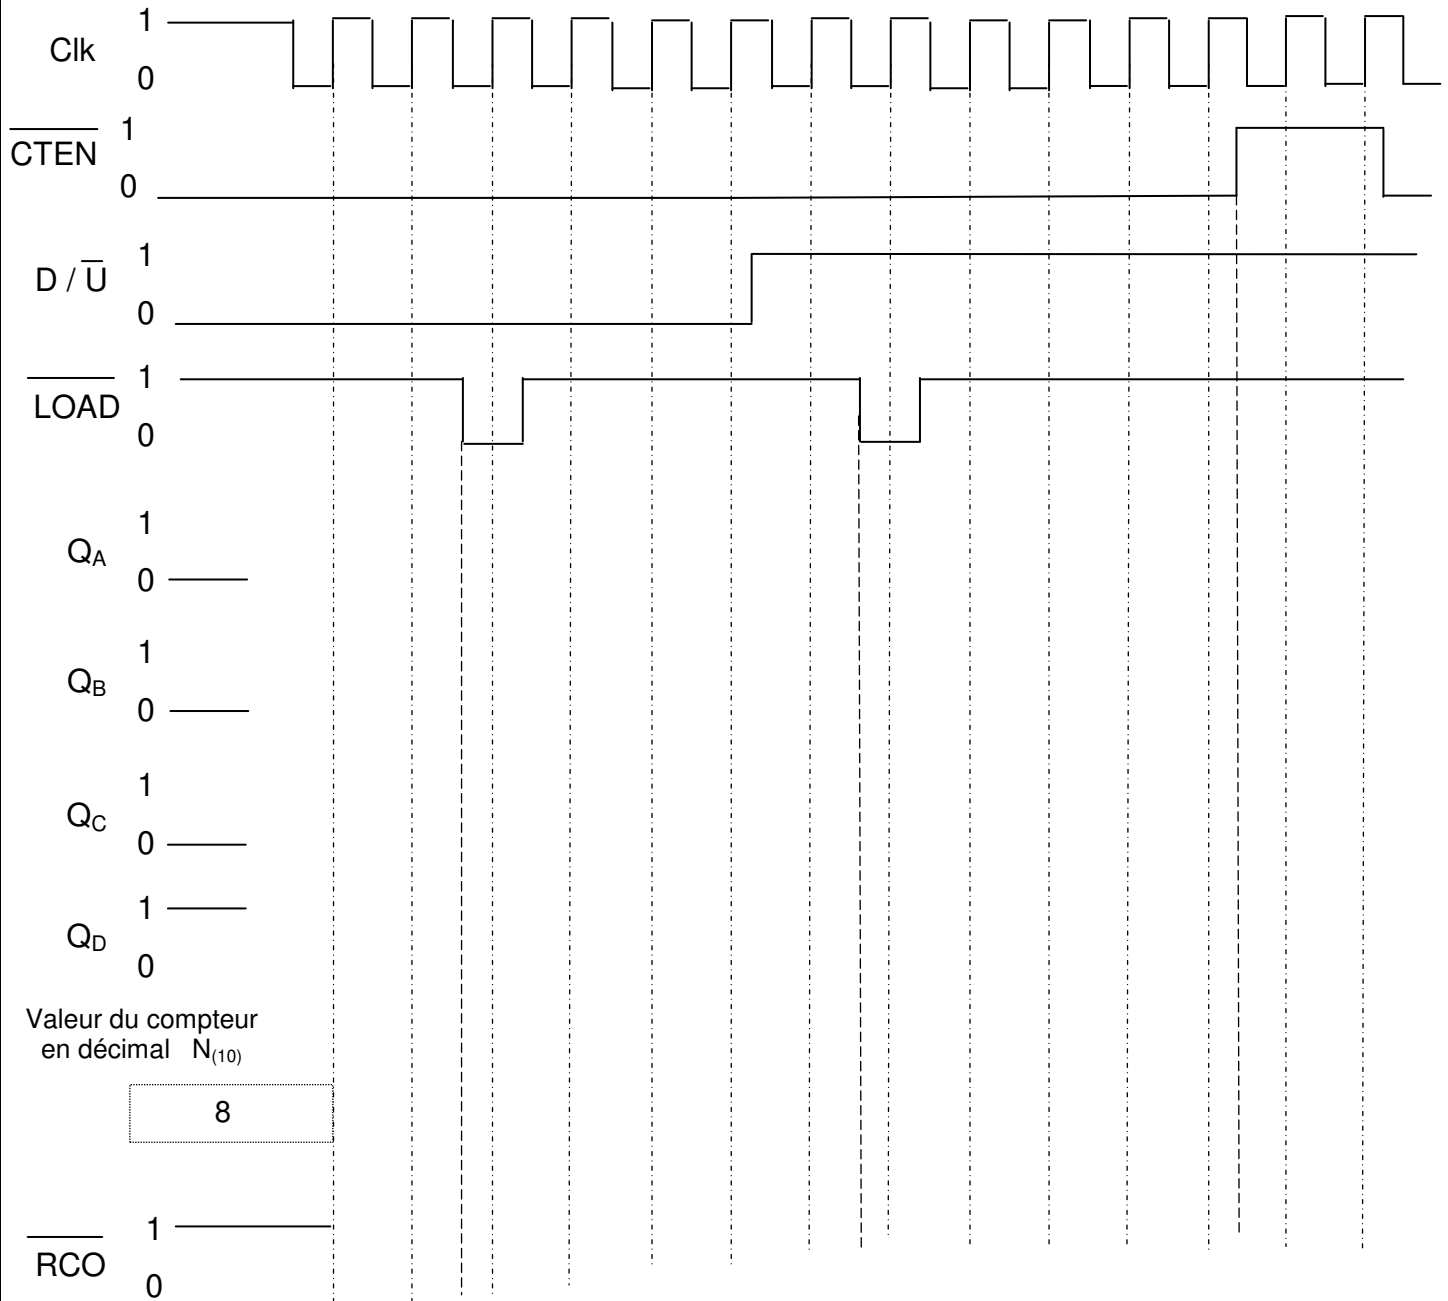 Clk 1
0
CTEN 1
0
D / U 1
0
LOAD 1
0
QA 1
0
QB 1
0
QC 1
0
QD 1
0
Valeur du compteur
en décimal N(10)
8
RCO 1
0